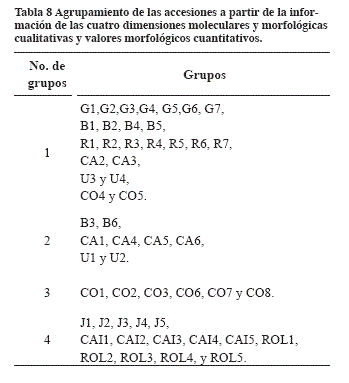 Tabla 8 Agrupamiento de las accesiones a partir de la infor-
mación de las cuatro dimensiones moleculares y morfológicas
cualitativas y valores morfológicos cuantitativos.
No. de
grupos
Grupos
1
G1,G2,G3,G4, G5,G6, G7,
B1, B2, B4, B5,
R1, R2, R3, R4, R5, R6, R7,
CA2, CA3,
U3 y U4,
CO4 y CO5.
2
B3, B6,
CA1, CA4, CA5, CA6,
U1 y U2.
3
CO1, CO2, CO3, CO6, CO7 y CO8.
4
J1, J2, J3, J4, J5,
CAI1, CAI2, CAI3, CAI4, CAI5, ROL1,
ROL2, ROL3, ROL4, y ROL5.